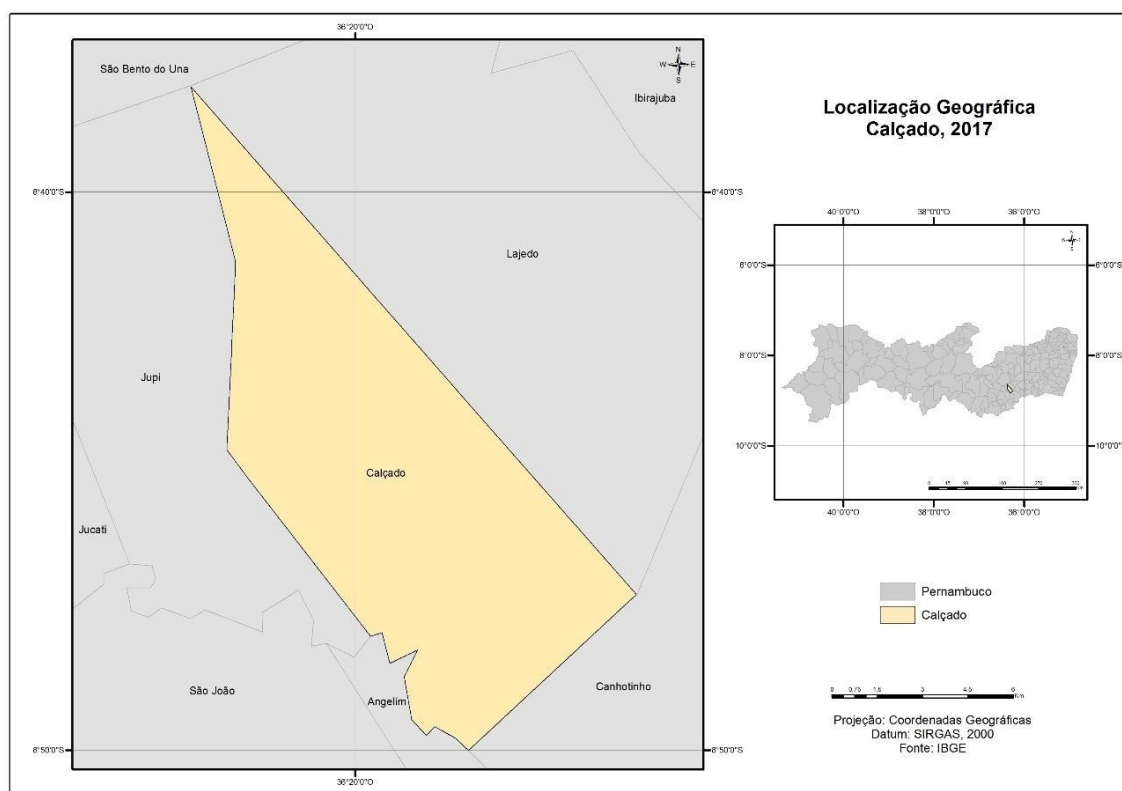 36°20'0"O
São Bento do Una
N
W E
S
Ibirajuba
8°40'0"S
8°40'0"S
Lajedo
Jupi
Calçado
Jucati
São João
Angelim
Canhotinho
8°50'0"S
8°50'0"S
36°20'0"O
Localização Geográfica
Calçado, 2017
40°0'0"O 38°0'0"O 36°0'0"O
6°0'0"S
6°0'0"S
8°0'0"S
8°0'0"S
10°0'0"S
10°0'0"S
40°0'0"O 38°0'0"O 36°0'0"O
Pernambuco
Calçado
0 0.75 1.5 3 4.5 6
Km
Projeção: Coordenadas Geográficas
Datum: SIRGAS, 2000
Fonte: IBGE